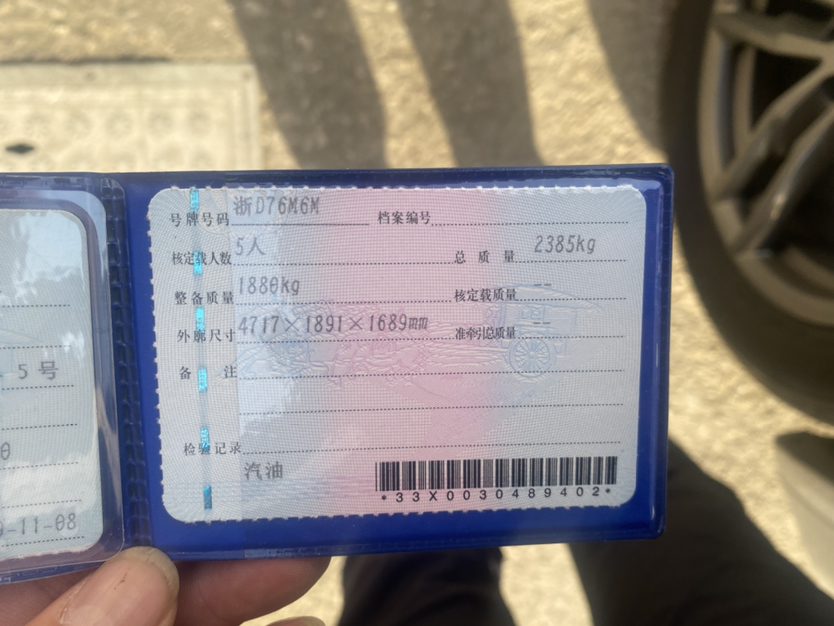 号牌号码 浙D76M6M 档案编号
核定载人数 5人 总质量 2385kg
整备质量 1880kg 核定载质量 --
外廓尺寸 4717×1891×1689mm 准牵引总质量 --
备注
检验记录
汽油
*33X0030489402*
5号
0
-11-08